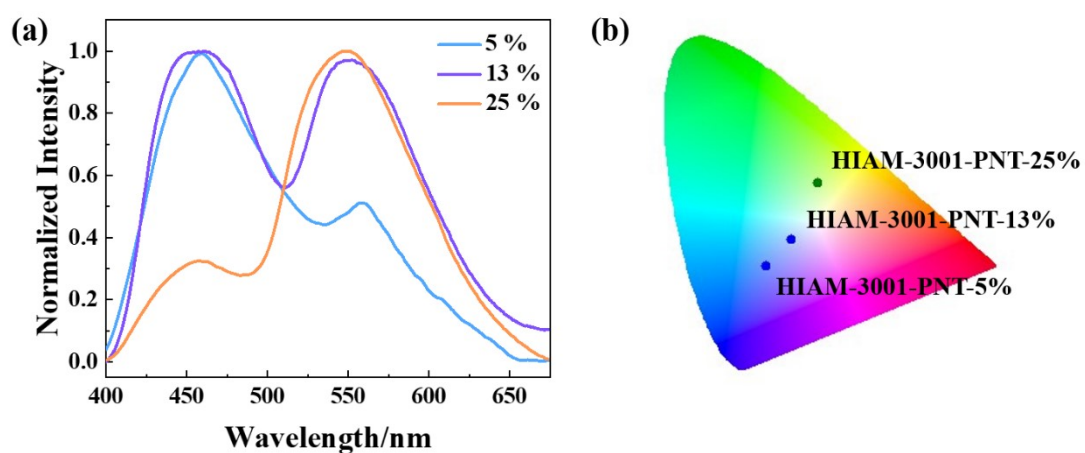 (a)
Normalized Intensity
1.0
0.8
0.6
0.4
0.2
0.0
5 %
13 %
25 %
400
450
500
550
600
650
Wavelength/nm
(b)
HIAM-3001-PNT-25%
HIAM-3001-PNT-13%
HIAM-3001-PNT-5%